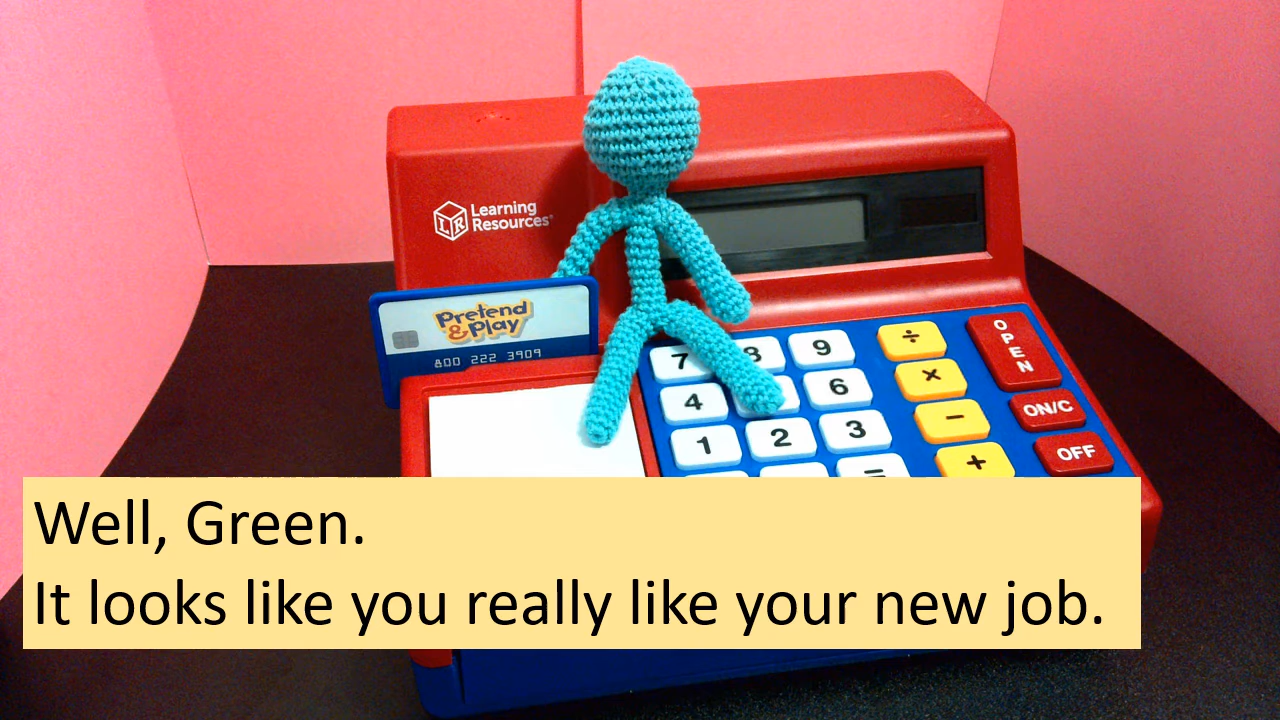 Learning
Resources®
LR
Pretend
& Play
800 222 3909
7 8 9 ÷
4 6 ×
1 2 3 −
= +
OPEN
ON/C
OFF
Well, Green.
It looks like you really like your new job.